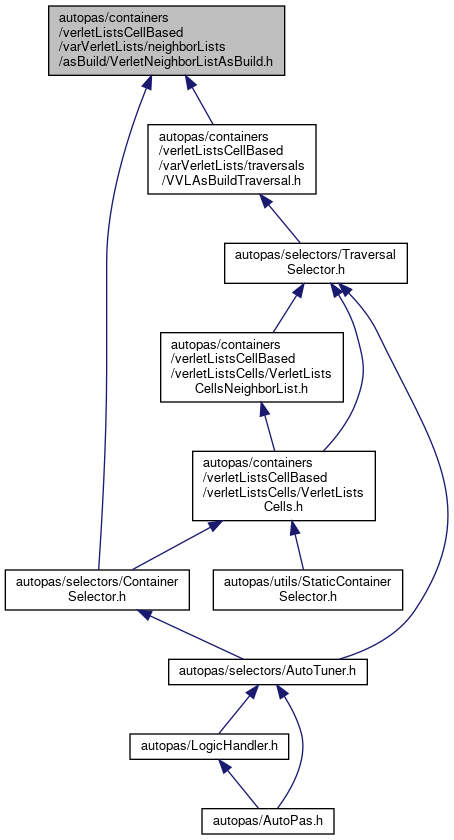 autopas/containers
/verletListsCellBased
/varVerletLists/neighborLists
/asBuild/VerletNeighborListAsBuild.h
autopas/containers
/verletListsCellBased
/varVerletLists/traversals
/VVLAsBuildTraversal.h
autopas/selectors/Traversal
Selector.h
autopas/containers
/verletListsCellBased
/verletListsCells/VerletLists
CellsNeighborList.h
autopas/containers
/verletListsCellBased
/verletListsCells/VerletLists
Cells.h
autopas/selectors/Container
Selector.h
autopas/utils/StaticContainer
Selector.h
autopas/selectors/AutoTuner.h
autopas/LogicHandler.h
autopas/AutoPas.h